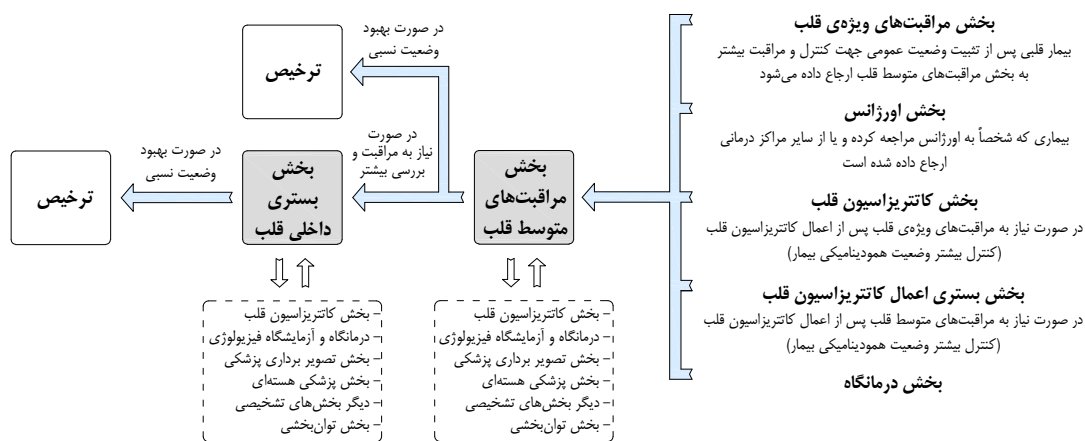 بخش مراقبت‌های ویژه‌ی قلب
بیمار قلبی پس از تثبیت وضعیت عمومی جهت کنترل و مراقبت بیشتر
به بخش مراقبت‌های متوسط قلب ارجاع داده می‌شود
بخش اورژانس
بیماری که شخصاً به اورژانس مراجعه کرده و یا از سایر مراکز درمانی
ارجاع داده شده است
بخش کاتتریزاسیون قلب
در صورت نیاز به مراقبت‌های ویژه‌ی قلب پس از اعمال کاتتریزاسیون قلب
(کنترل بیشتر وضعیت همودینامیکی بیمار)
بخش بستری اعمال کاتتریزاسیون قلب
در صورت نیاز به مراقبت‌های متوسط قلب پس از اعمال کاتتریزاسیون قلب
(کنترل بیشتر وضعیت همودینامیکی بیمار)
بخش درمانگاه
بخش
مراقبت‌های
متوسط قلب
– بخش کاتتریزاسیون قلب
– درمانگاه و آزمایشگاه فیزیولوژی
– بخش تصویر برداری پزشکی
– بخش پزشکی هسته‌ای
– دیگر بخش‌های تشخیصی
– بخش توان‌بخشی
در صورت بهبود
وضعیت نسبی
ترخیص
در صورت
نیاز به مراقبت و
بررسی بیشتر
بخش
بستری
داخلی قلب
– بخش کاتتریزاسیون قلب
– درمانگاه و آزمایشگاه فیزیولوژی
– بخش تصویر برداری پزشکی
– بخش پزشکی هسته‌ای
– دیگر بخش‌های تشخیصی
– بخش توان‌بخشی
در صورت بهبود
وضعیت نسبی
ترخیص